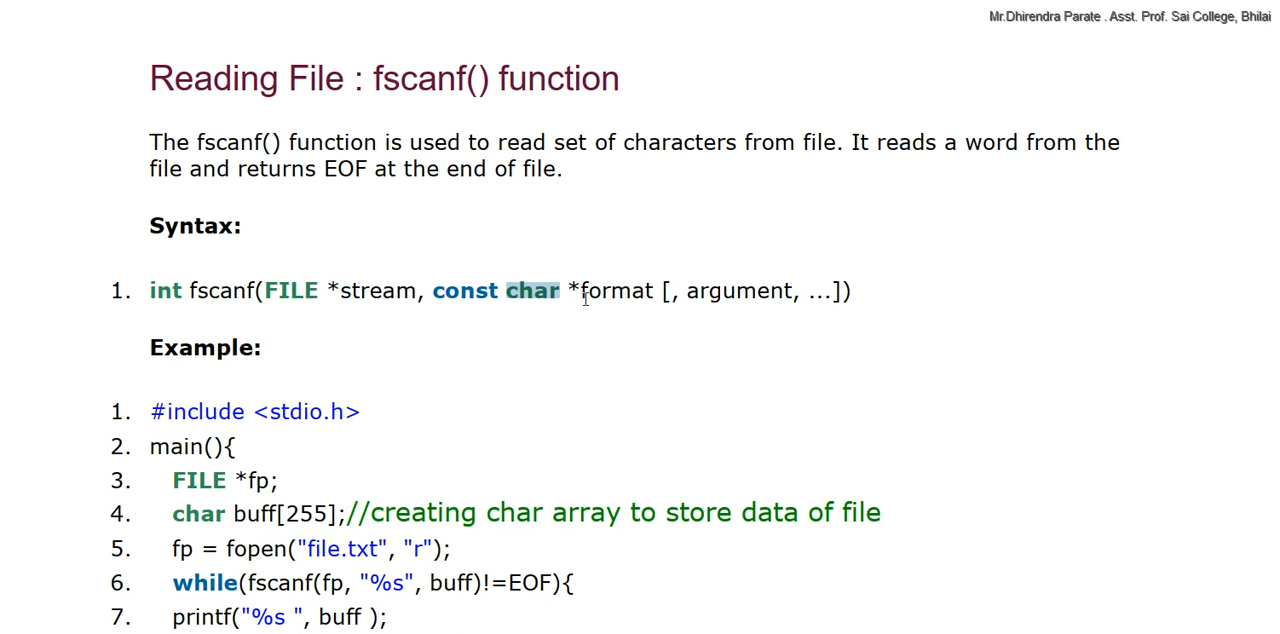 Mr.Dhirendra Parate . Asst. Prof. Sai College, Bhilai
Reading File : fscanf() function
The fscanf() function is used to read set of characters from file. It reads a word from the
file and returns EOF at the end of file.
Syntax:
1. int fscanf(FILE *stream, const char *format [, argument, ...])
Example:
1. #include <stdio.h>
2. main(){
3. FILE *fp;
4. char buff[255];//creating char array to store data of file
5. fp = fopen("file.txt", "r");
6. while(fscanf(fp, "%s", buff)!=EOF){
7. printf("%s ", buff );